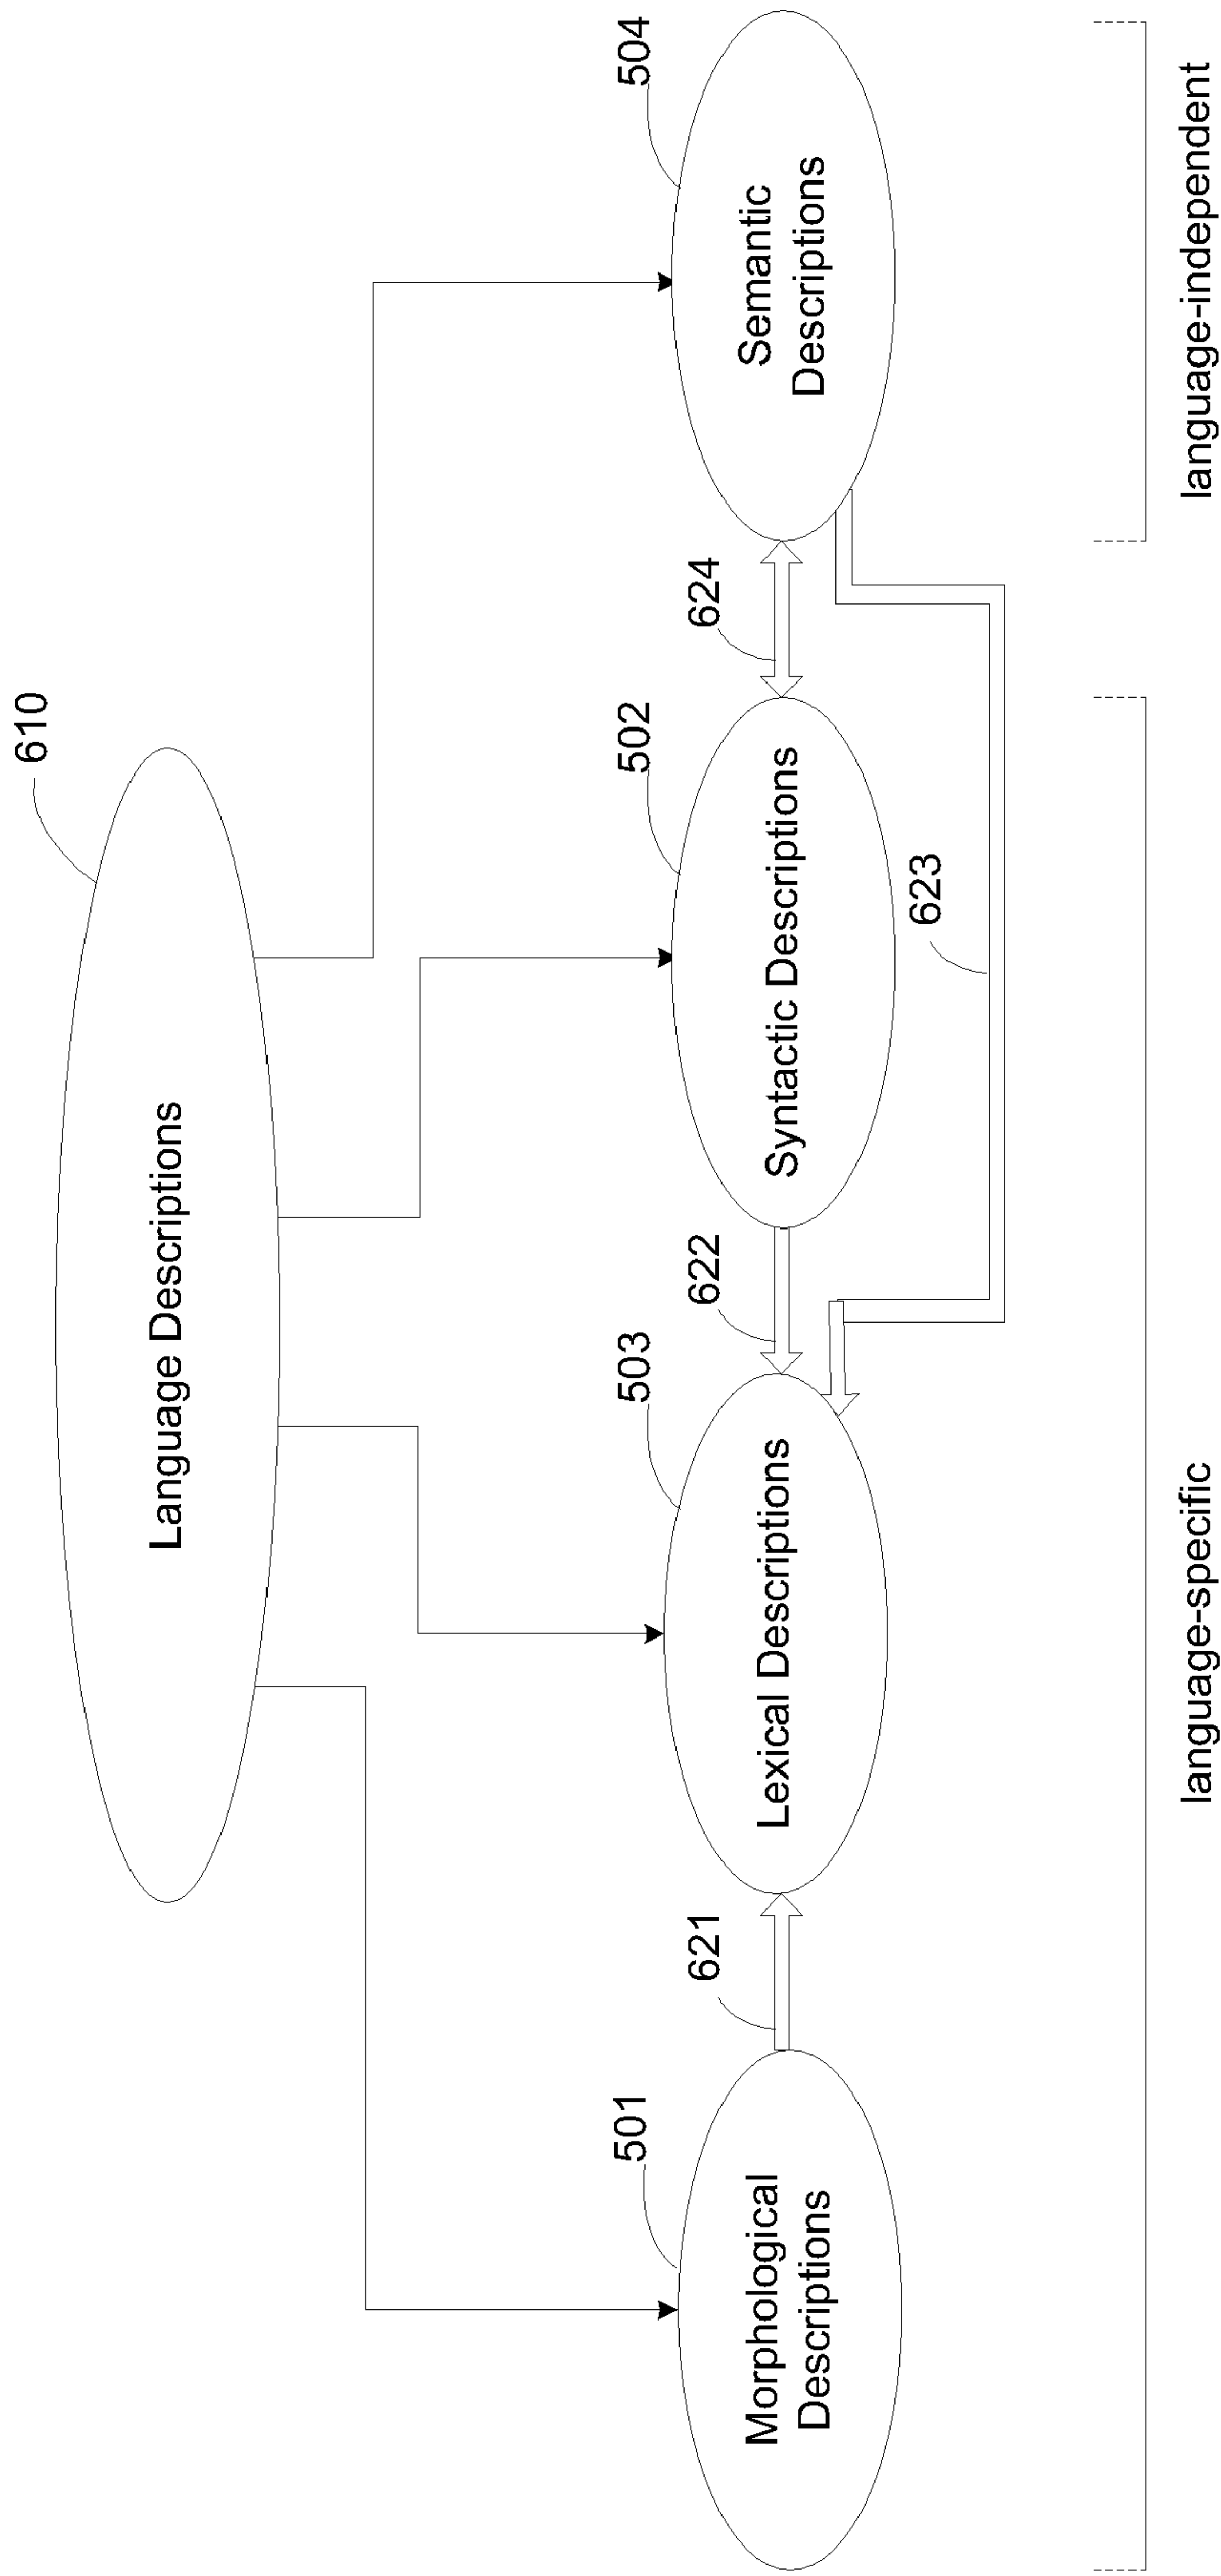 610
Language Descriptions
501
503
502
504
Morphological
Descriptions
621
Lexical Descriptions
622
Syntactic Descriptions
624
Semantic
Descriptions
623
language-specific
language-independent